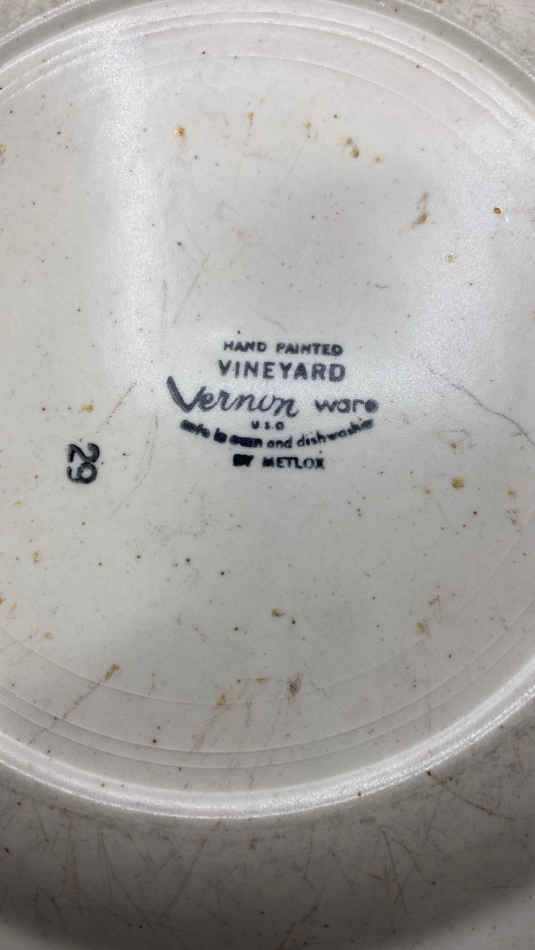 HAND PAINTED
VINEYARD
Vernon ware
U.S.A
safe in oven and dishwasher
BY METLOX
29